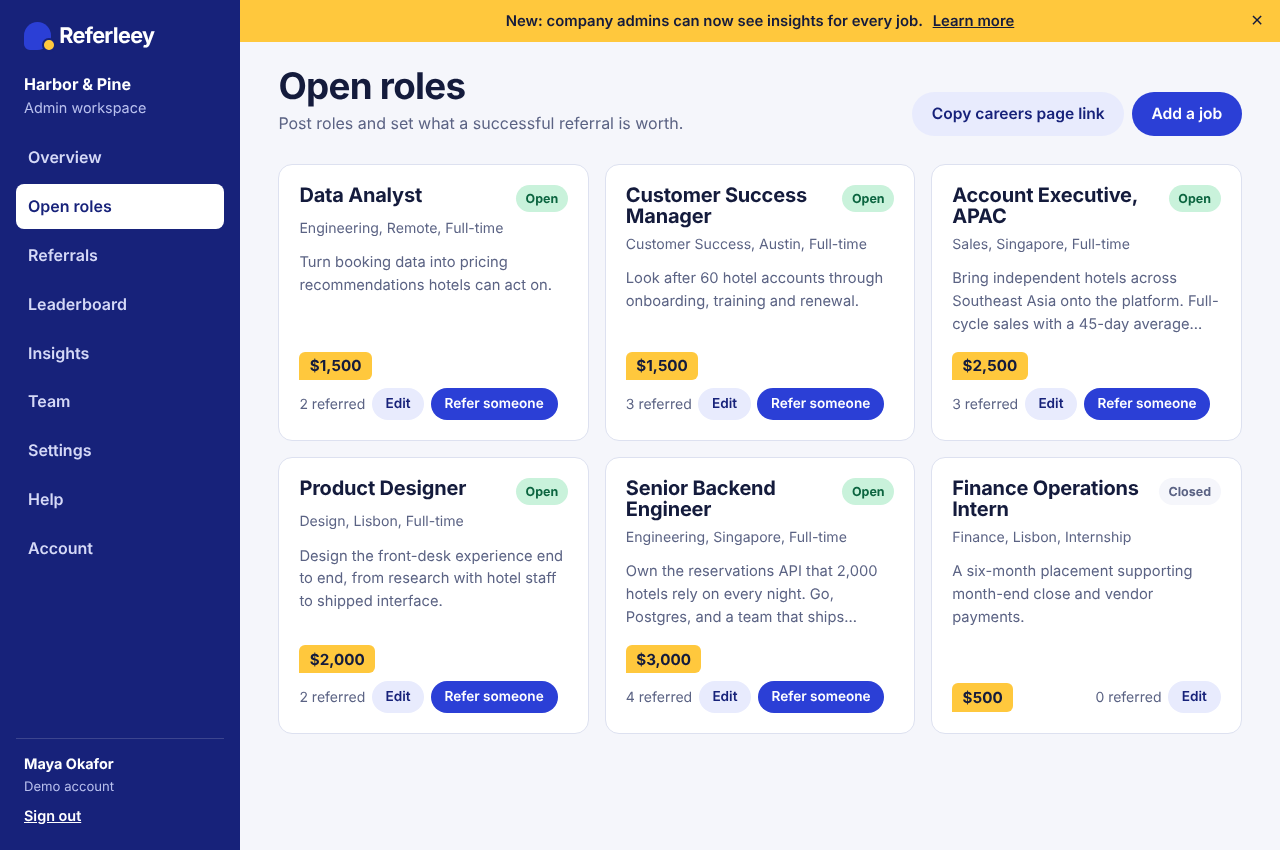 New: company admins can now see insights for every job. Learn more ×
Referleey
Harbor & Pine
Admin workspace
Overview
Open roles
Referrals
Leaderboard
Insights
Team
Settings
Help
Account
Maya Okafor
Demo account
Sign out
Open roles
Post roles and set what a successful referral is worth.
Copy careers page link
Add a job
Data Analyst
Open
Engineering, Remote, Full-time
Turn booking data into pricing
recommendations hotels can act on.
$1,500
2 referred Edit Refer someone
Customer Success
Manager
Open
Customer Success, Austin, Full-time
Look after 60 hotel accounts through
onboarding, training and renewal.
$1,500
3 referred Edit Refer someone
Account Executive,
APAC
Open
Sales, Singapore, Full-time
Bring independent hotels across
Southeast Asia onto the platform. Full-
cycle sales with a 45-day average...
$2,500
3 referred Edit Refer someone
Product Designer
Open
Design, Lisbon, Full-time
Design the front-desk experience end
to end, from research with hotel staff
to shipped interface.
$2,000
2 referred Edit Refer someone
Senior Backend
Engineer
Open
Engineering, Singapore, Full-time
Own the reservations API that 2,000
hotels rely on every night. Go,
Postgres, and a team that ships...
$3,000
4 referred Edit Refer someone
Finance Operations
Intern
Closed
Finance, Lisbon, Internship
A six-month placement supporting
month-end close and vendor
payments.
$500
0 referred Edit